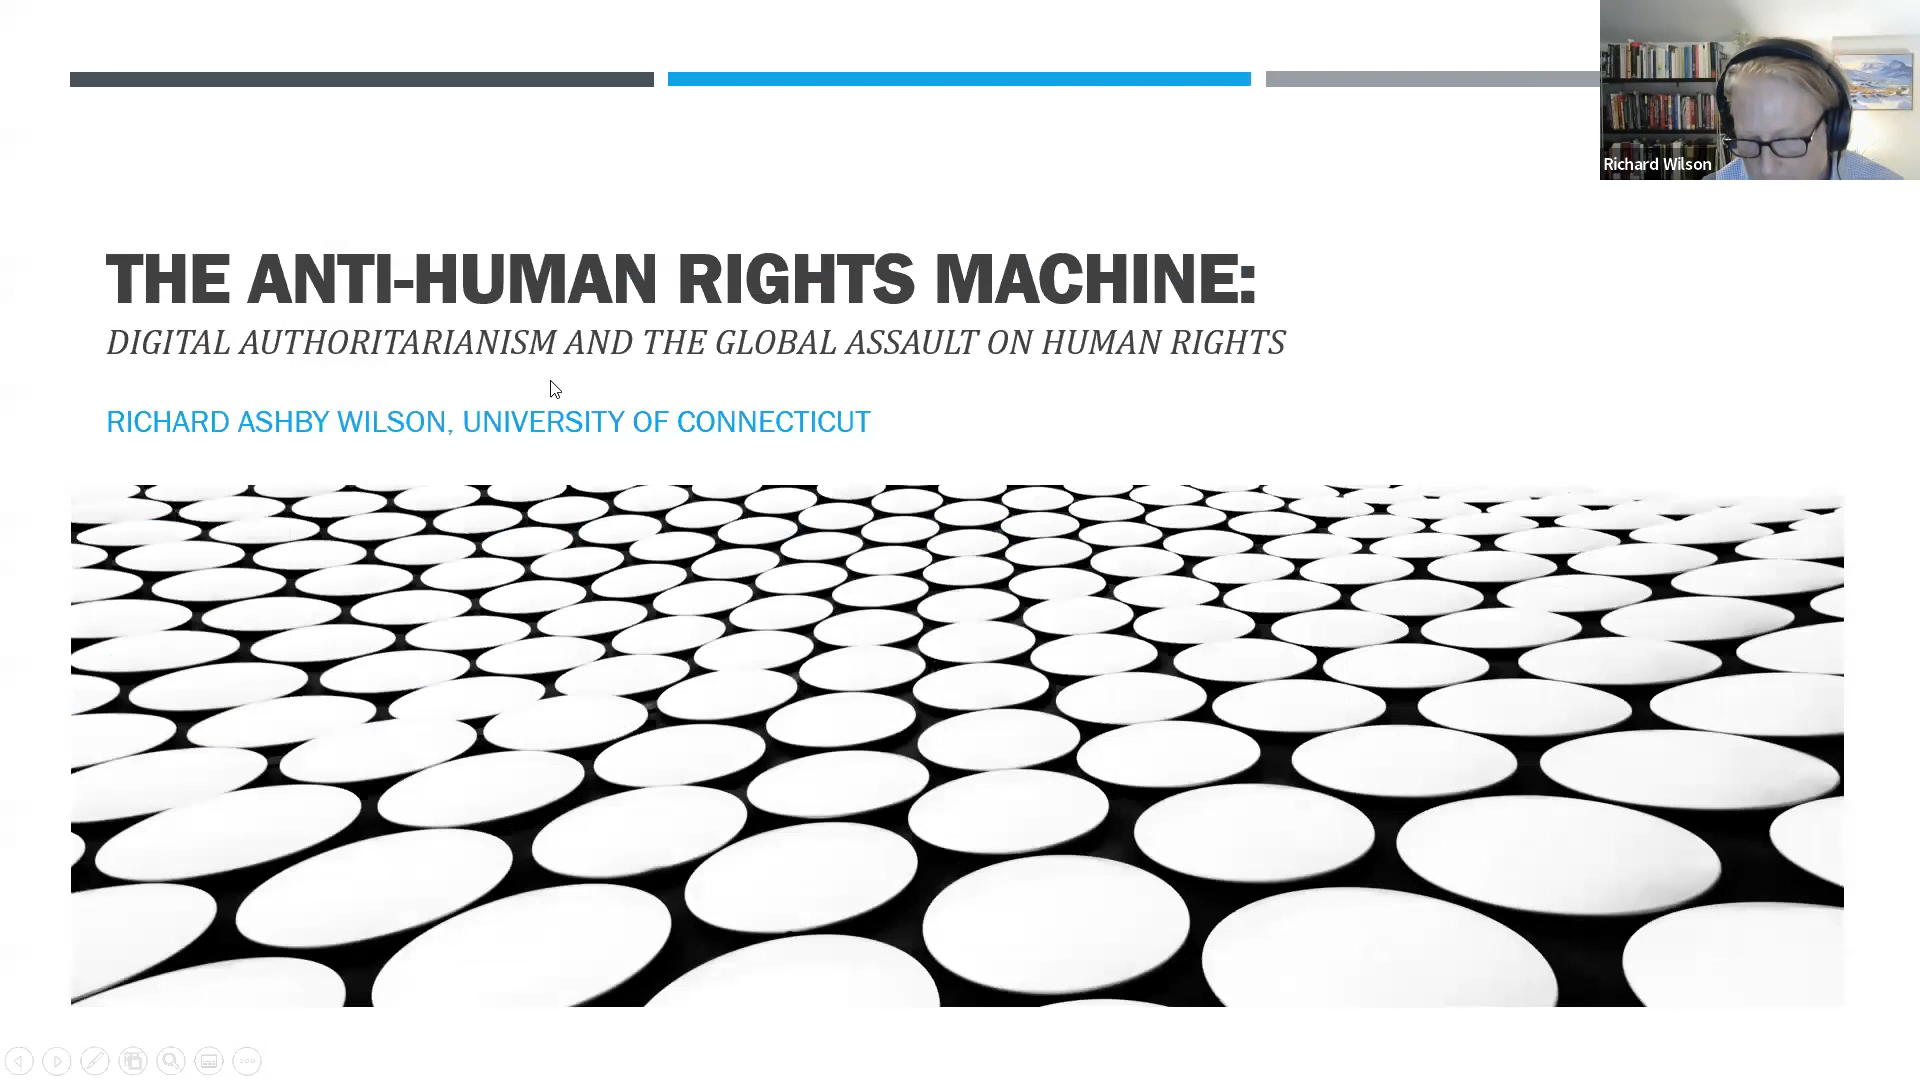 Richard Wilson
THE ANTI-HUMAN RIGHTS MACHINE:
DIGITAL AUTHORITARIANISM AND THE GLOBAL ASSAULT ON HUMAN RIGHTS
RICHARD ASHBY WILSON, UNIVERSITY OF CONNECTICUT